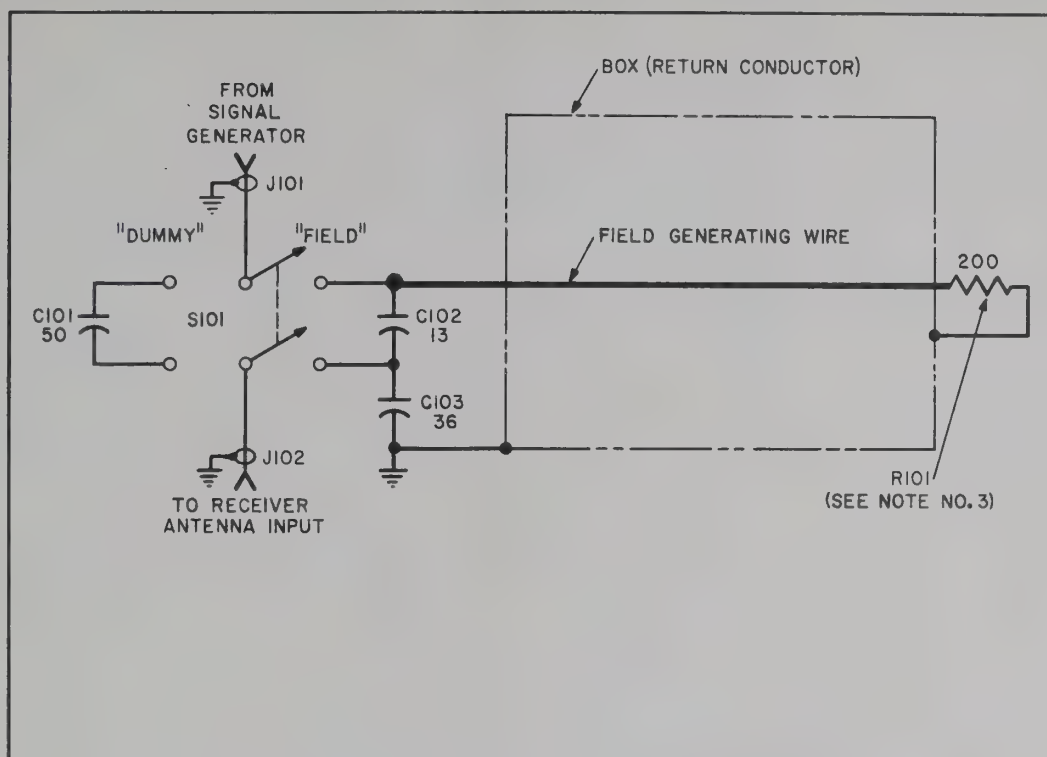 BOX (RETURN CONDUCTOR)
FROM
SIGNAL
GENERATOR
J101
"DUMMY"
"FIELD"
FIELD GENERATING WIRE
200
C101
50
S101
C102
13
C103
36
J102
TO RECEIVER
ANTENNA INPUT
R101
(SEE NOTE NO. 3)